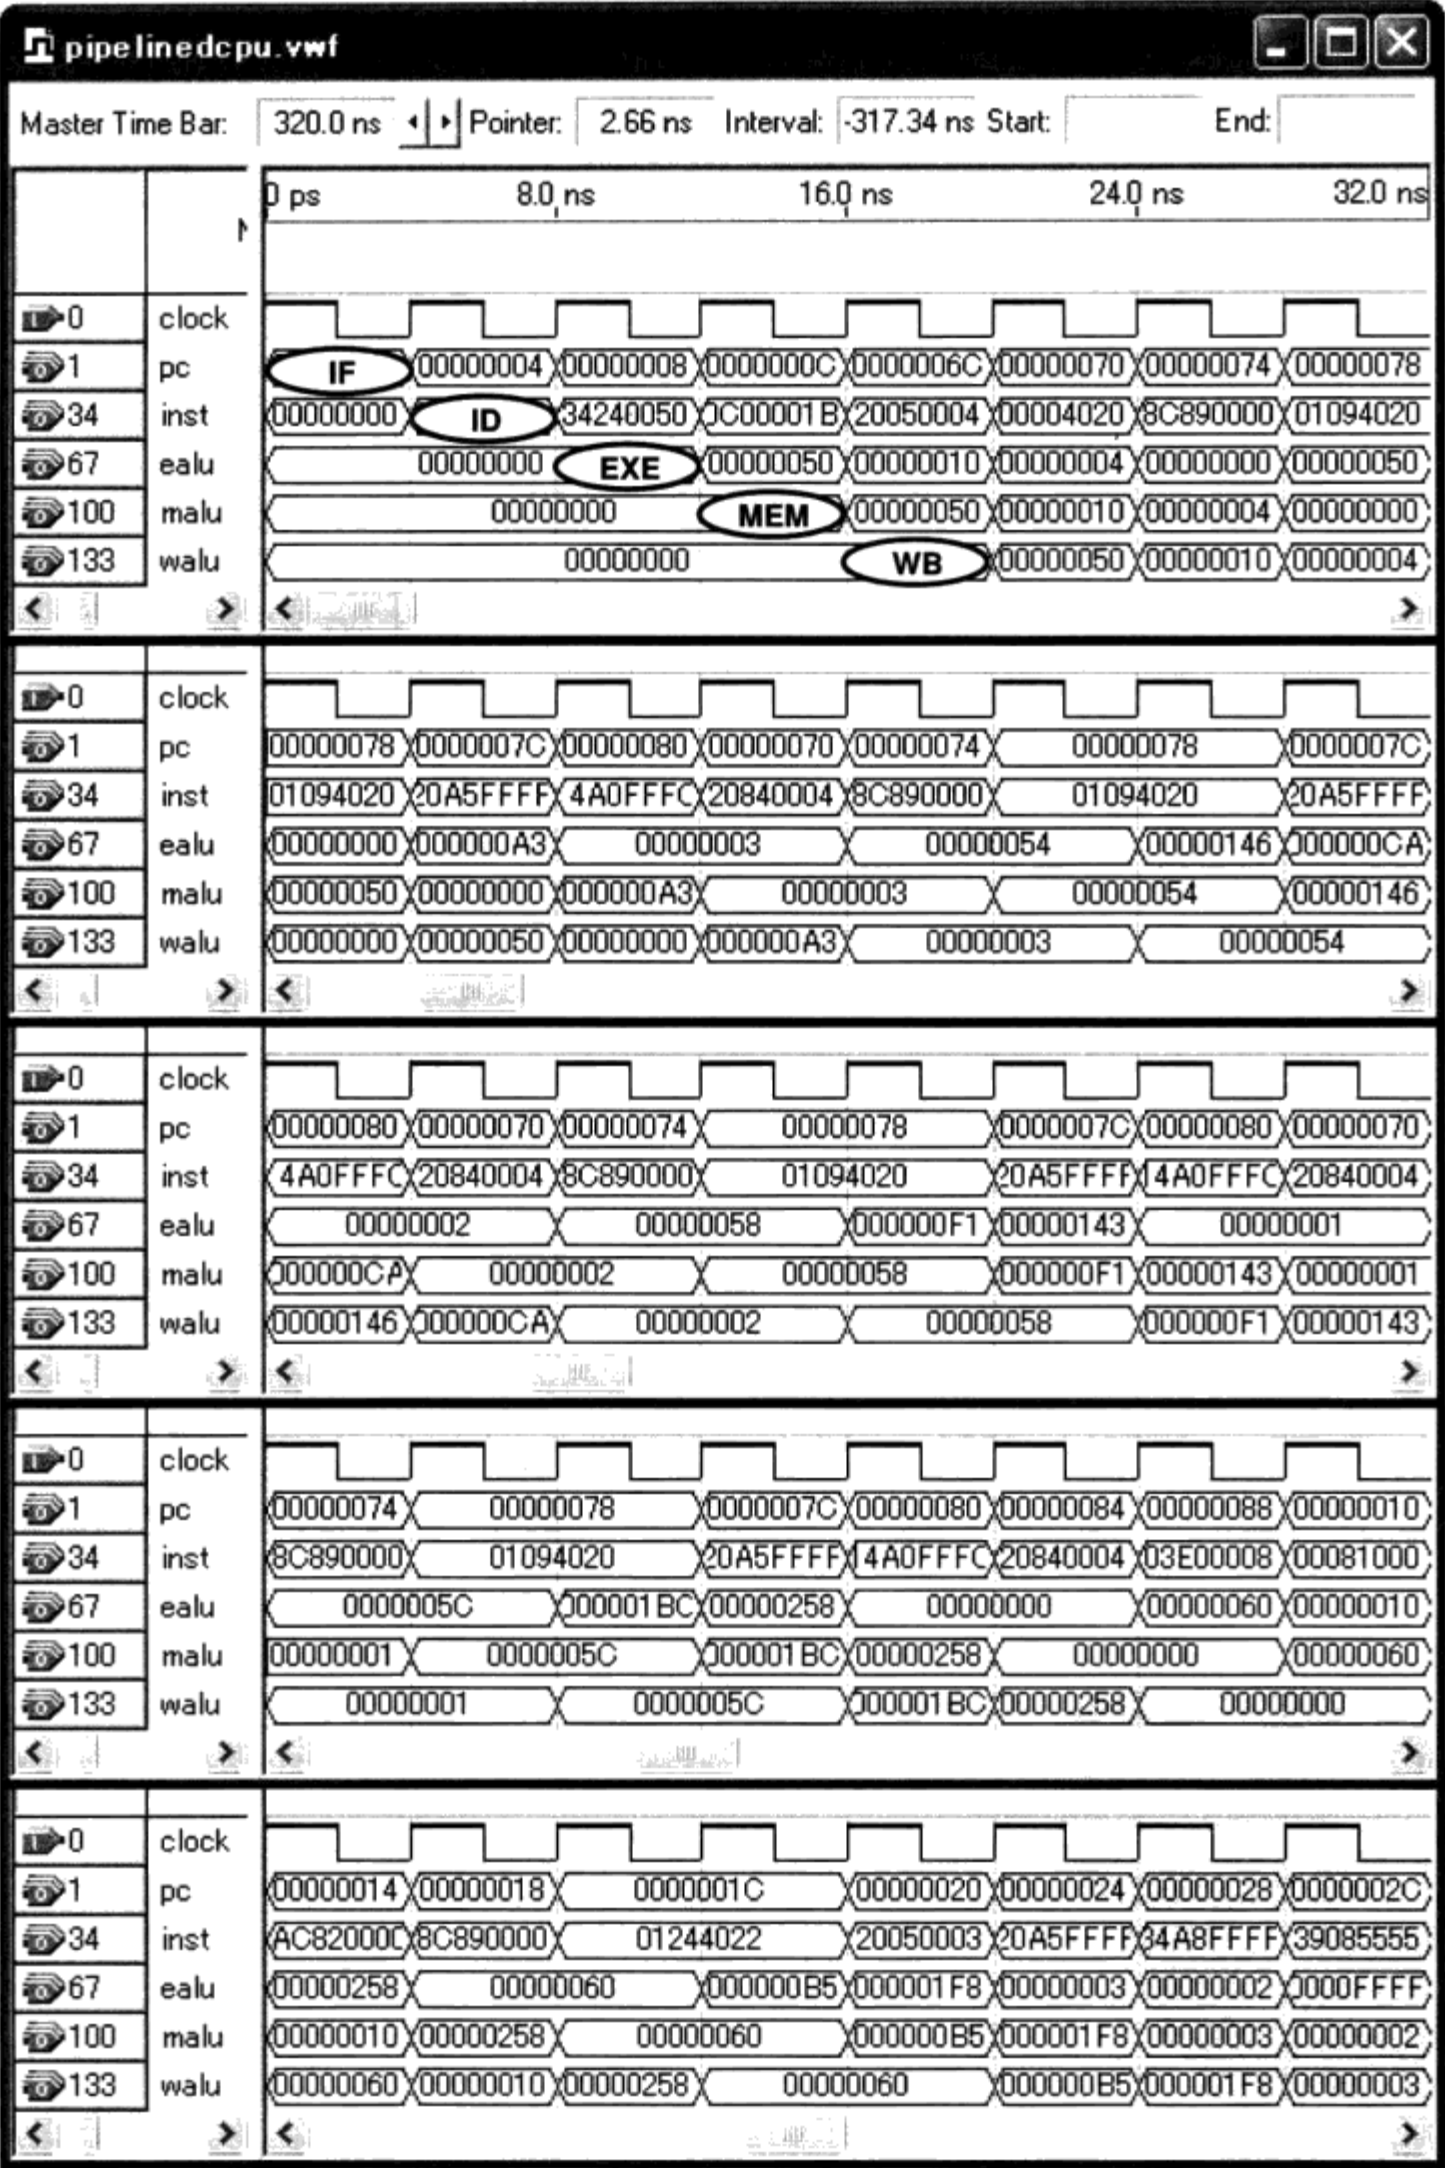 pipelinedcpu.vwf
Master Time Bar: 320.0 ns Pointer: 2.66 ns Interval: -317.34 ns Start: End:
0 ps 8.0 ns 16.0 ns 24.0 ns 32.0 ns
0 clock
1 pc IF 00000004 00000008 0000000C 0000006C 00000070 00000074 00000078
34 inst 00000000 ID 34240050 0C00001B 20050004 00004020 8C890000 01094020
67 ealu 00000000 EXE 00000050 00000010 00000004 00000000 00000050
100 malu 00000000 MEM 00000050 00000010 00000004 00000000
133 walu 00000000 WB 00000050 00000010 00000004
0 clock
1 pc 00000078 0000007C 00000080 00000070 00000074 00000078 0000007C
34 inst 01094020 20A5FFFF 4A0FFFC 20840004 8C890000 01094020 20A5FFFF
67 ealu 00000000 000000A3 00000003 00000054 00000146 000000CA
100 malu 00000050 00000000 000000A3 00000003 00000054 00000146
133 walu 00000000 00000050 00000000 000000A3 00000003 00000054
0 clock
1 pc 00000080 00000070 00000074 00000078 0000007C 00000080 00000070
34 inst 4A0FFFC 20840004 8C890000 01094020 20A5FFFF 14A0FFFC 20840004
67 ealu 00000002 00000058 000000F1 00000143 00000001
100 malu 000000CA 00000002 00000058 000000F1 00000143 00000001
133 walu 00000146 000000CA 00000002 00000058 000000F1 00000143
0 clock
1 pc 00000074 00000078 0000007C 00000080 00000084 00000088 00000010
34 inst 8C890000 01094020 20A5FFFF 14A0FFFC 20840004 03E00008 00081000
67 ealu 0000005C 000001BC 00000258 00000000 00000060 00000010
100 malu 00000001 0000005C 000001BC 00000258 00000000 00000060
133 walu 00000001 0000005C 000001BC 00000258 00000000
0 clock
1 pc 00000014 00000018 0000001C 00000020 00000024 00000028 0000002C
34 inst AC820000 8C890000 01244022 20050003 20A5FFFF 34A8FFFF 39085555
67 ealu 00000258 00000060 000000B5 000001F8 00000003 00000002 0000FFFF
100 malu 00000010 00000258 00000060 000000B5 000001F8 00000003 00000002
133 walu 00000060 00000010 00000258 00000060 000000B5 000001F8 00000003